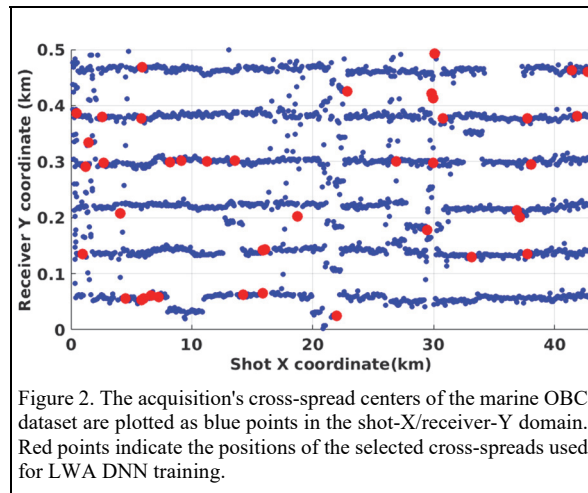 Receiver Y coordinate (km)
0.5
0.4
0.3
0.2
0.1
0
0 10 20 30 40
Shot X coordinate(km)
Figure 2. The acquisition's cross-spread centers of the marine OBC
dataset are plotted as blue points in the shot-X/receiver-Y domain.
Red points indicate the positions of the selected cross-spreads used
for LWA DNN training.